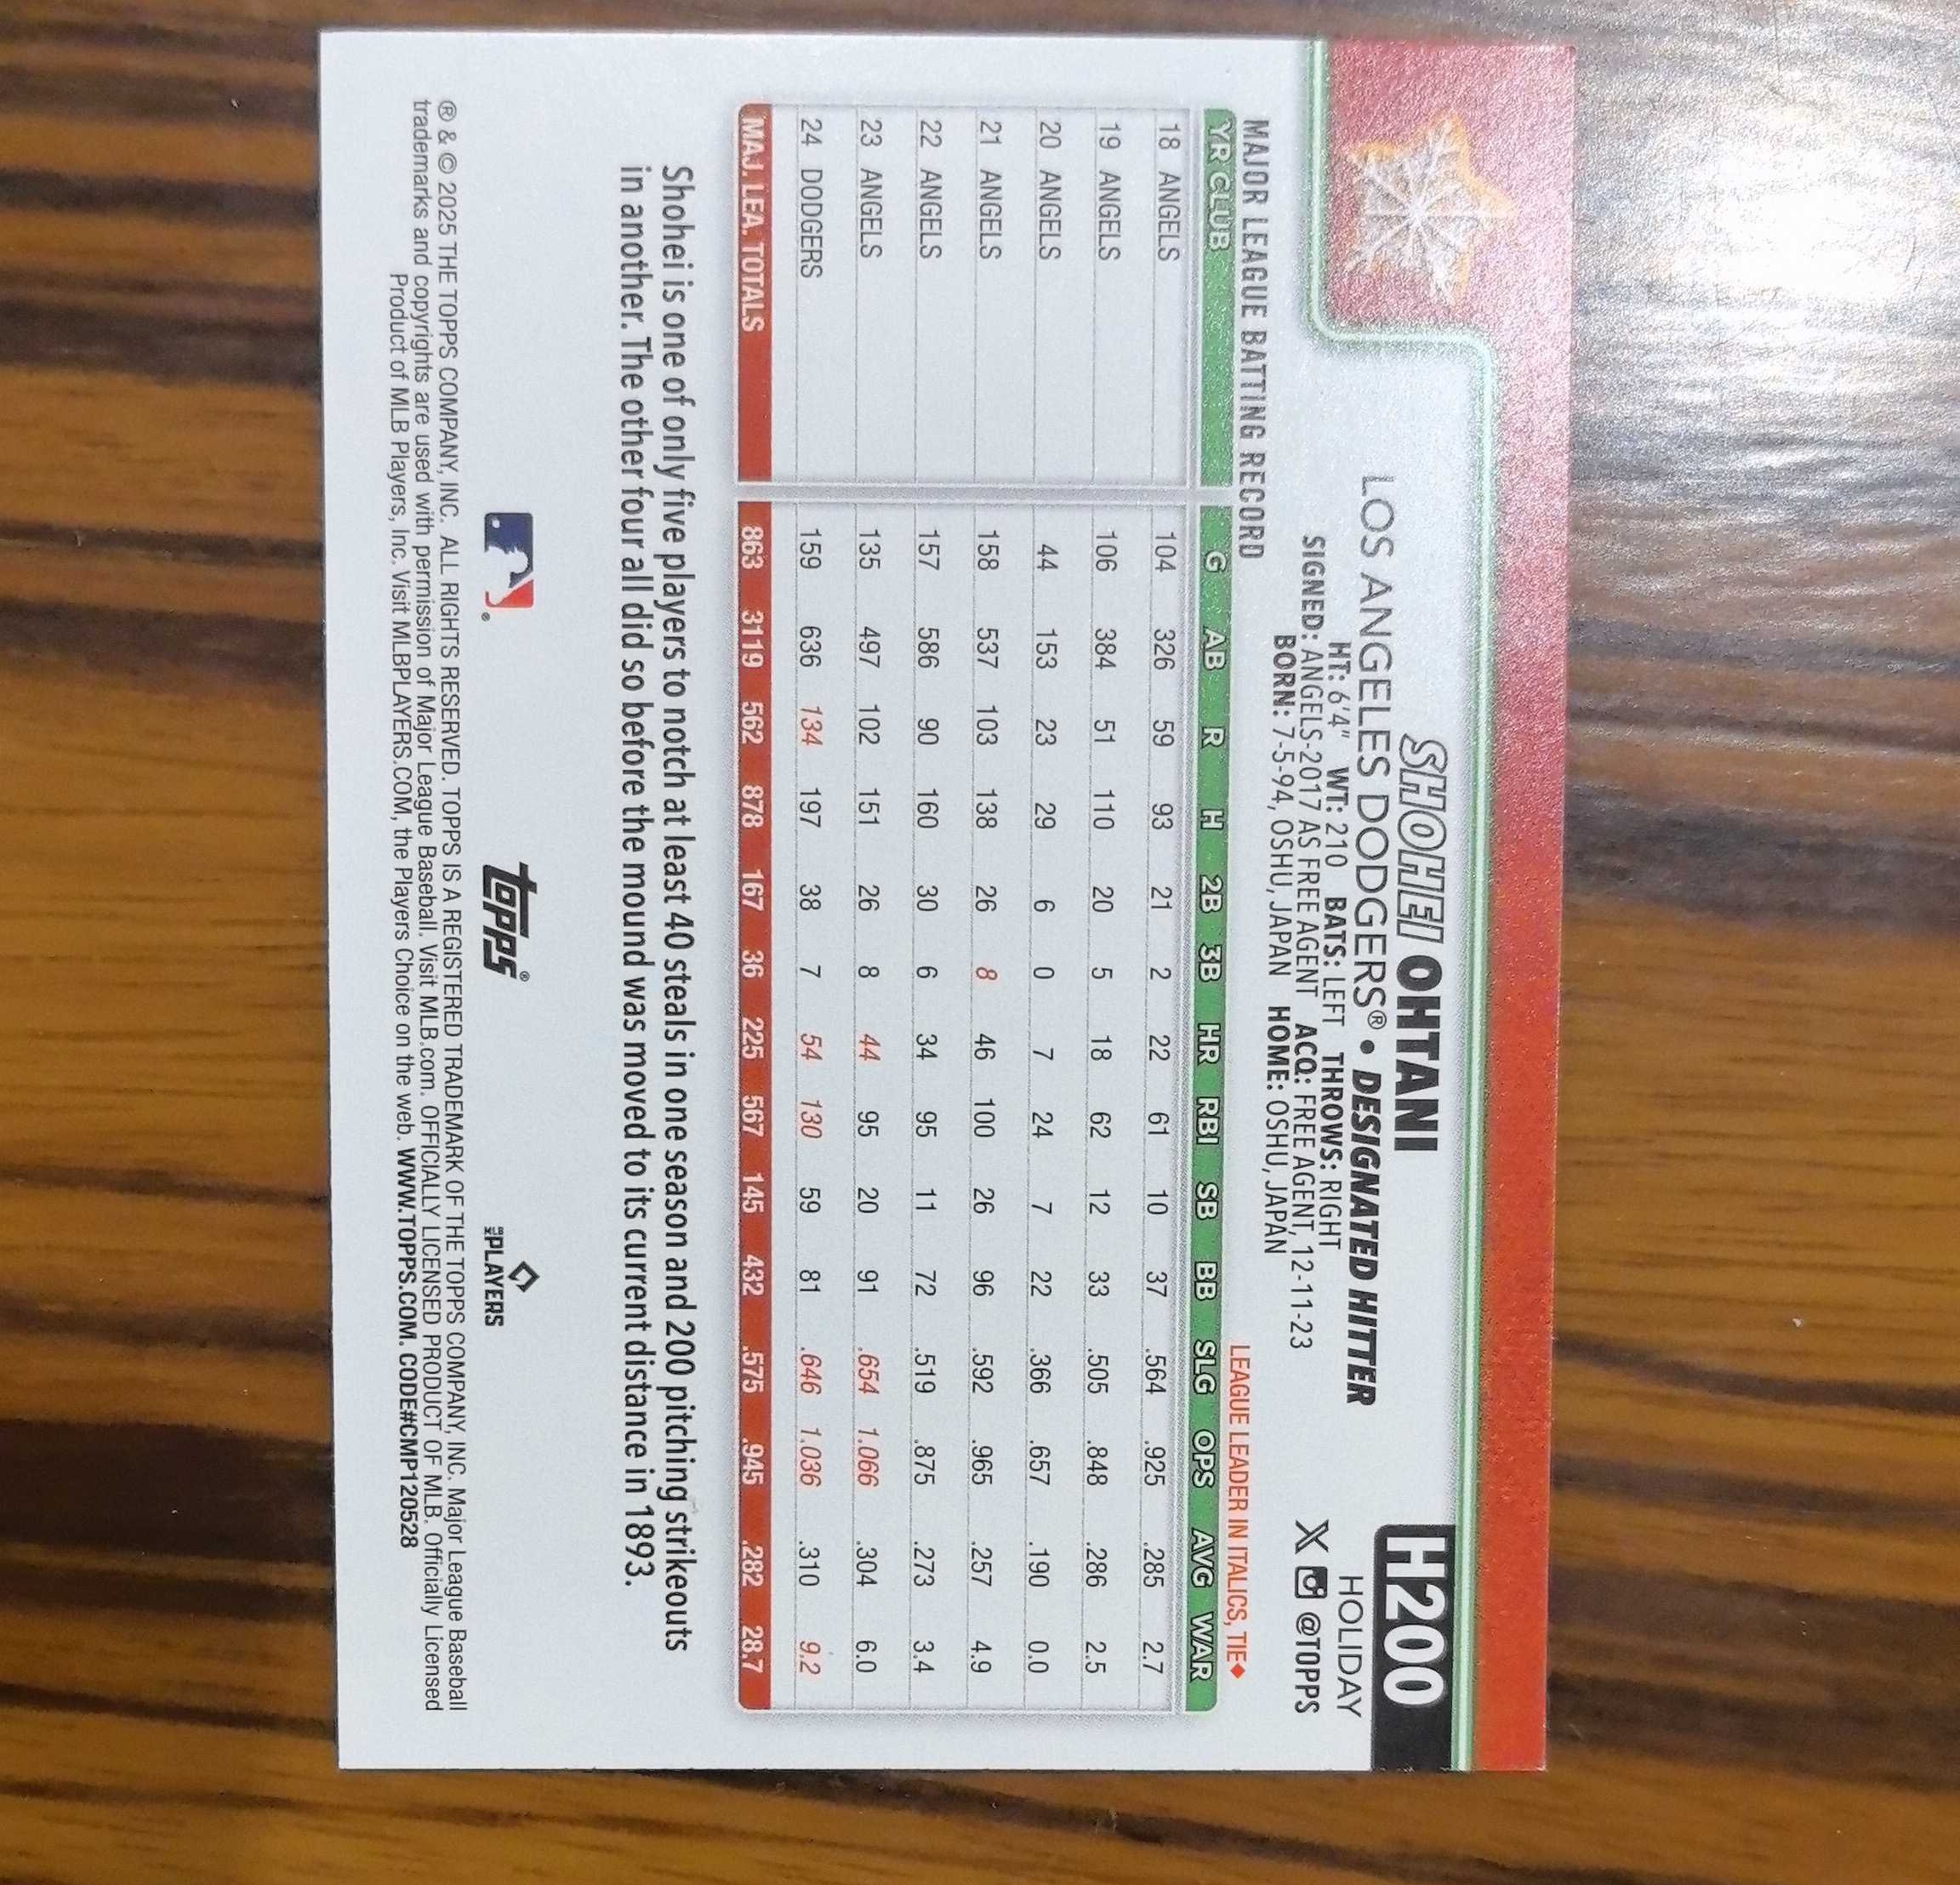 H200
HOLIDAY
@TOPPS
SHOHEI OHTANI
LOS ANGELES DODGERS® • DESIGNATED HITTER
HT: 6'4" WT: 210 BATS: LEFT THROWS: RIGHT
SIGNED: ANGELS-2017 AS FREE AGENT ACQ: FREE AGENT, 12-11-23
BORN: 7-5-94, OSHU, JAPAN HOME: OSHU, JAPAN
MAJOR LEAGUE BATTING RECORD LEAGUE LEADER IN ITALICS, TIE♦
YR CLUB G AB R H 2B 3B HR RBI SB BB SLG OPS AVG WAR
18 ANGELS 104 326 59 93 21 2 22 61 10 37 .564 .925 .285 2.7
19 ANGELS 106 384 51 110 20 5 18 62 12 33 .505 .848 .286 2.5
20 ANGELS 44 153 23 29 6 0 7 24 7 22 .366 .657 .190 0.0
21 ANGELS 158 537 103 138 26 8 46 100 26 96 .592 .965 .257 4.9
22 ANGELS 157 586 90 160 30 6 34 95 11 72 .519 .875 .273 3.4
23 ANGELS 135 497 102 151 26 8 44 95 20 91 .654 1.066 .304 6.0
24 DODGERS 159 636 134 197 38 7 54 130 59 81 .646 1.036 .310 9.2
MAJ. LEA. TOTALS 863 3119 562 878 167 36 225 567 145 432 .575 .945 .282 28.7
Shohei is one of only five players to notch at least 40 steals in one season and 200 pitching strikeouts
in another. The other four all did so before the mound was moved to its current distance in 1893.
topps®
MLB PLAYERS
® & © 2025 THE TOPPS COMPANY, INC. ALL RIGHTS RESERVED. TOPPS IS A REGISTERED TRADEMARK OF THE TOPPS COMPANY, INC. Major League Baseball
trademarks and copyrights are used with permission of Major League Baseball. Visit MLB.com. OFFICIALLY LICENSED PRODUCT OF MLB. Officially Licensed
Product of MLB Players, Inc. Visit MLBPLAYERS.COM, the Players Choice on the web. WWW.TOPPS.COM. CODE#CMP120528